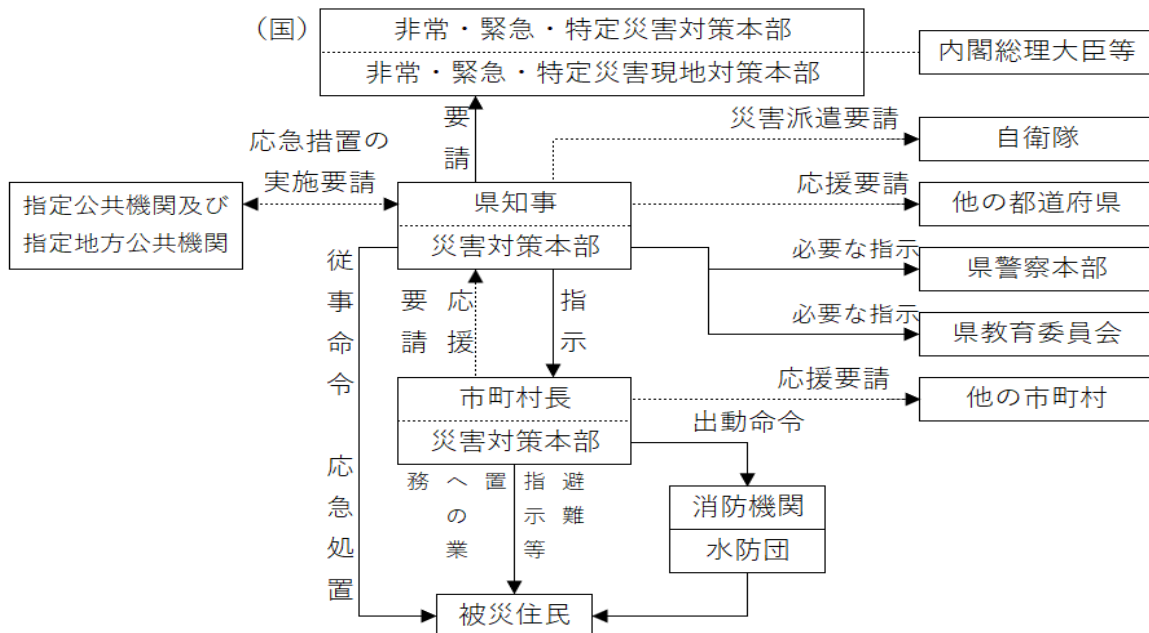 （国）
非常・緊急・特定災害対策本部
非常・緊急・特定災害現地対策本部
内閣総理大臣等
要請
災害派遣要請
自衛隊
応急措置の
実施要請
指定公共機関及び
指定地方公共機関
県知事
災害対策本部
応援要請
他の都道府県
必要な指示
県警察本部
必要な指示
県教育委員会
従事命令　応急処置
応援
要請
指示
市町村長
災害対策本部
応援要請
他の市町村
出動命令
避難
指示等
置
への業
務
消防機関
水防団
被災住民